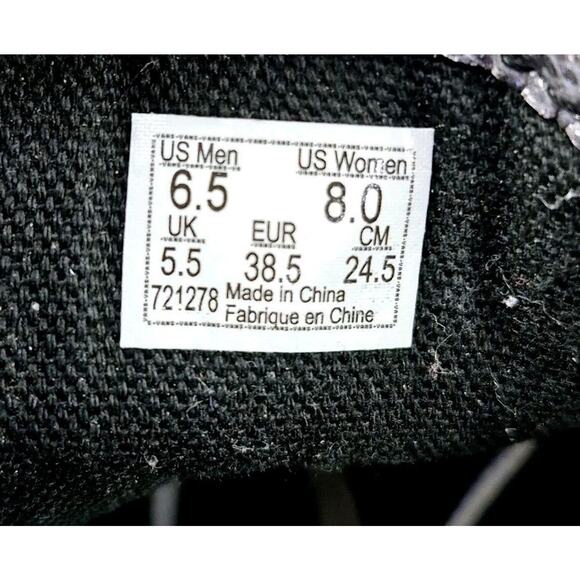 US Men US Women
6.5 8.0
UK EUR CM
5.5 38.5 24.5
721278 Made in China
Fabrique en Chine